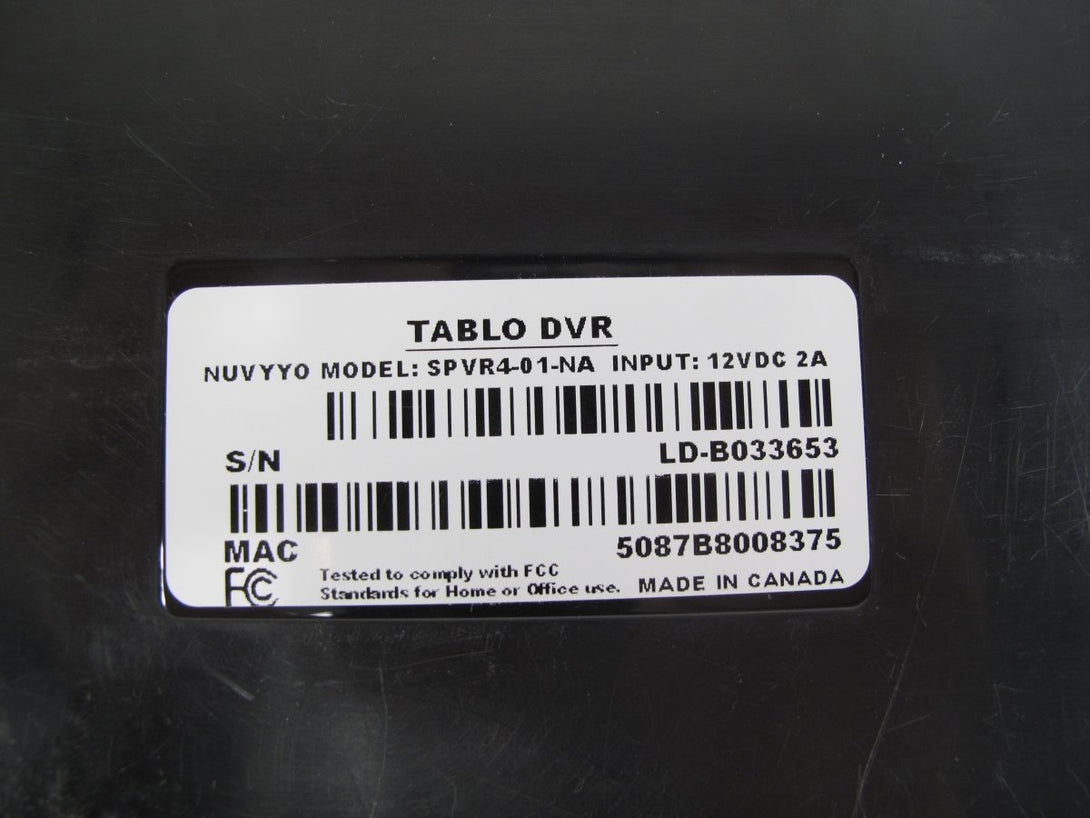 TABLO DVR
NUVYYO MODEL: SPVR4-01-NA INPUT: 12VDC 2A
S/N LD-B033653
MAC 5087B8008375
FC Tested to comply with FCC
Standards for Home or Office use. MADE IN CANADA